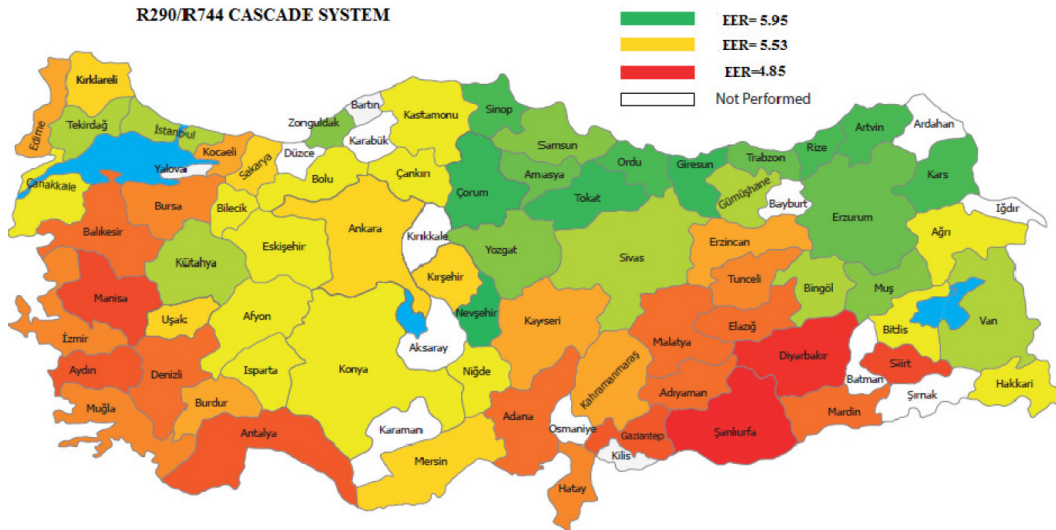 R290/R744 CASCADE SYSTEM
EER= 5.95
EER= 5.53
EER=4.85
Not Performed
Kırklareli
Edirne
Tekirdağ
İstanbul
Kocaeli
Yalova
Sakarya
Düzce
Zonguldak
Bartın
Karabük
Kastamonu
Sinop
Samsun
Ordu
Giresun
Trabzon
Rize
Artvin
Ardahan
Çanakkale
Bursa
Bilecik
Bolu
Çankırı
Çorum
Amasya
Tokat
Gümüşhane
Bayburt
Erzurum
Kars
Iğdır
Balıkesir
Kütahya
Eskişehir
Ankara
Kırıkkale
Yozgat
Sivas
Erzincan
Tunceli
Bingöl
Muş
Ağrı
Manisa
Uşak
Afyon
Kırşehir
Nevşehir
Kayseri
Malatya
Elazığ
Diyarbakır
Bitlis
Van
İzmir
Aydın
Denizli
Isparta
Konya
Aksaray
Niğde
Kahramanmaraş
Adıyaman
Batman
Siirt
Şırnak
Hakkari
Muğla
Burdur
Antalya
Karaman
Mersin
Adana
Osmaniye
Gaziantep
Kilis
Şanlıurfa
Mardin
Hatay